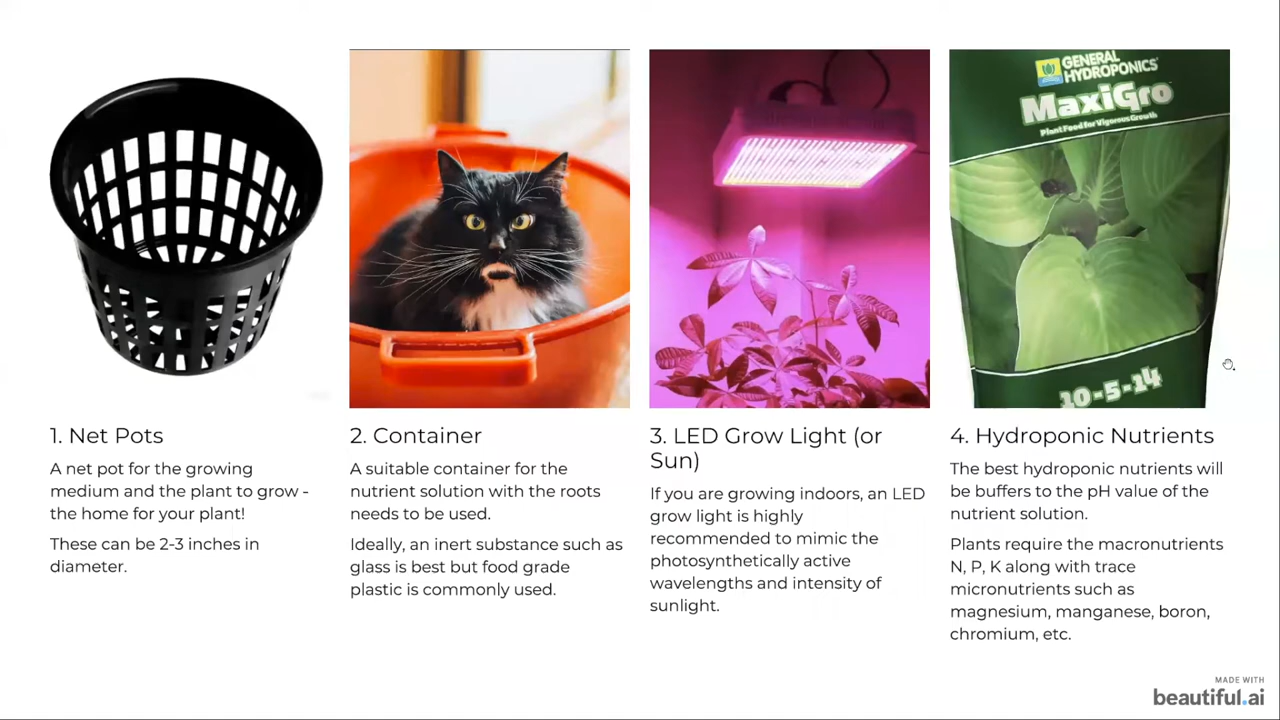 GENERAL
HYDROPONICS
MaxiGro
Plant Food for Vigorous Growth
10-5-14
1. Net Pots
A net pot for the growing
medium and the plant to grow -
the home for your plant!
These can be 2-3 inches in
diameter.
2. Container
A suitable container for the
nutrient solution with the roots
needs to be used.
Ideally, an inert substance such as
glass is best but food grade
plastic is commonly used.
3. LED Grow Light (or
Sun)
If you are growing indoors, an LED
grow light is highly
recommended to mimic the
photosynthetically active
wavelengths and intensity of
sunlight.
4. Hydroponic Nutrients
The best hydroponic nutrients will
be buffers to the pH value of the
nutrient solution.
Plants require the macronutrients
N, P, K along with trace
micronutrients such as
magnesium, manganese, boron,
chromium, etc.
MADE WITH
beautiful.ai